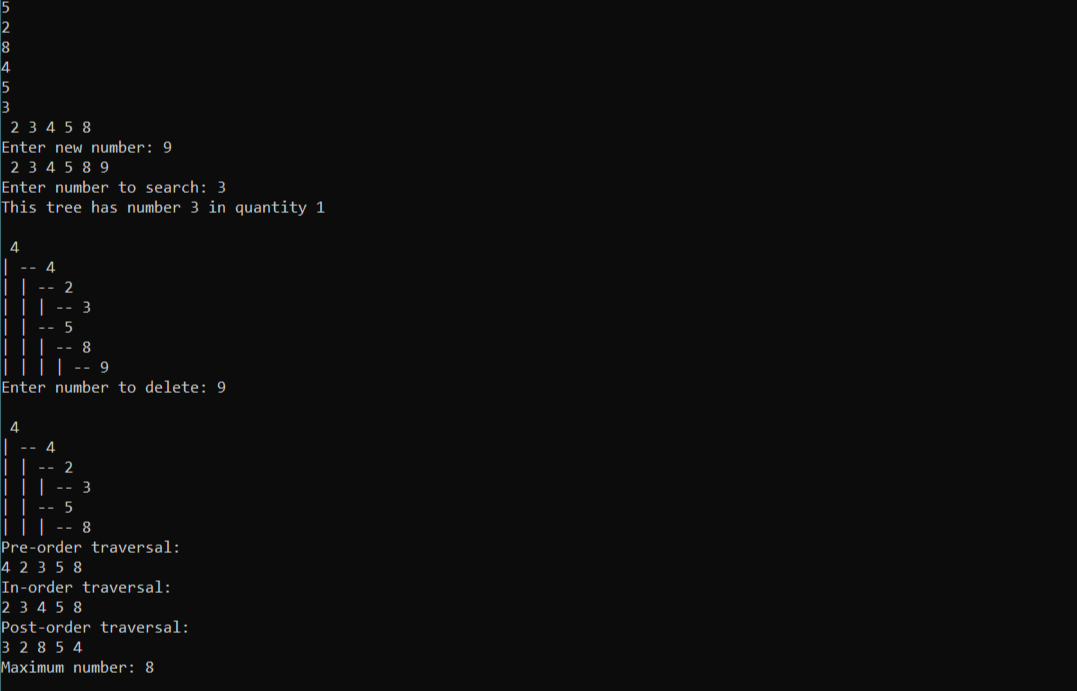 5
2
8
4
5
3
 2 3 4 5 8
Enter new number: 9
 2 3 4 5 8 9
Enter number to search: 3
This tree has number 3 in quantity 1

 4
| -- 4
| | -- 2
| | | -- 3
| | -- 5
| | | -- 8
| | | | -- 9
Enter number to delete: 9

 4
| -- 4
| | -- 2
| | | -- 3
| | -- 5
| | | -- 8
Pre-order traversal:
4 2 3 5 8
In-order traversal:
2 3 4 5 8
Post-order traversal:
3 2 8 5 4
Maximum number: 8